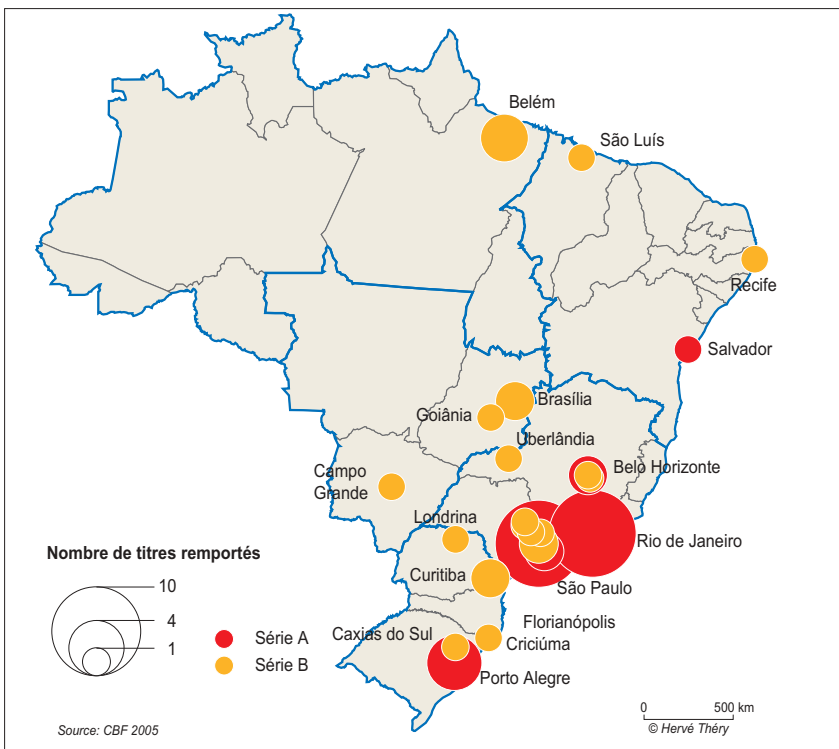 Belém
São Luís
Recife
Salvador
Brasília
Goiânia
Uberlândia
Belo Horizonte
Campo
Grande
Londrina
Rio de Janeiro
São Paulo
Curitiba
Florianópolis
Criciúma
Caxias do Sul
Porto Alegre
Nombre de titres remportés
10
4
1
Série A
Série B
0 500 km
Source: CBF 2005
© Hervé Théry